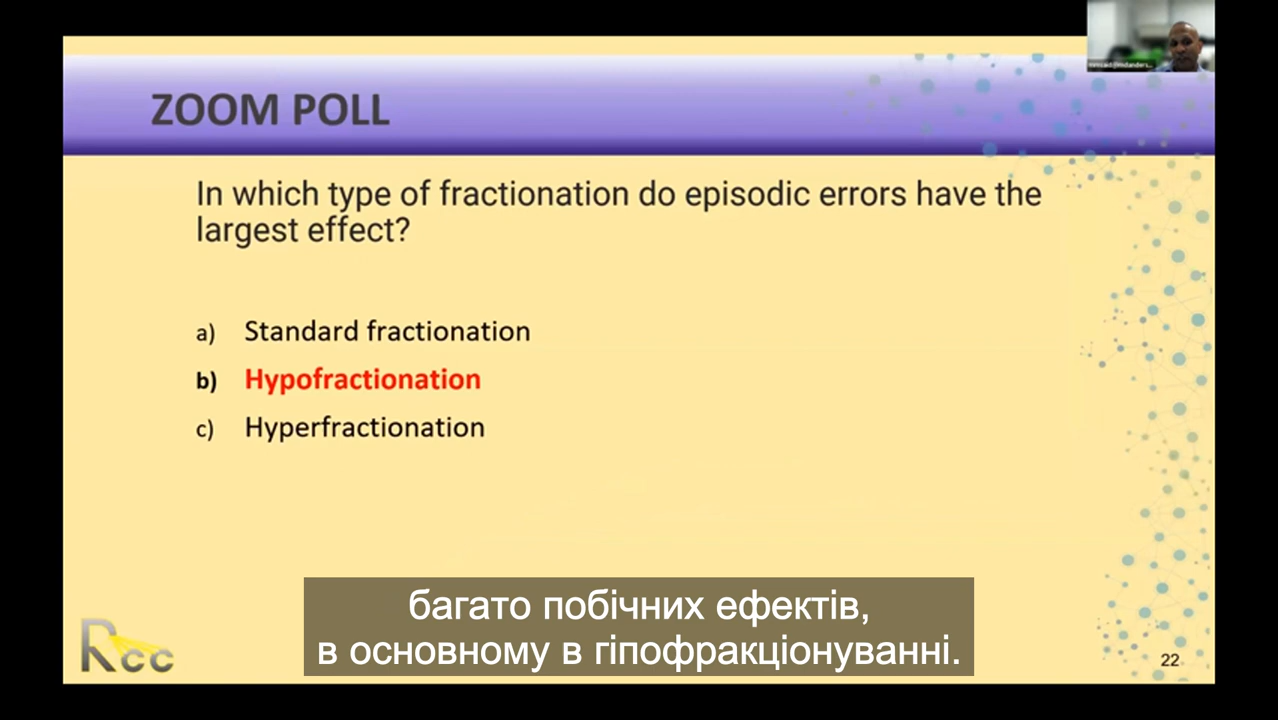 ZOOM POLL
In which type of fractionation do episodic errors have the
largest effect?
a) Standard fractionation
b) Hypofractionation
c) Hyperfractionation
багато побічних ефектів,
в основному в гіпофракціонуванні.
Rcc
22